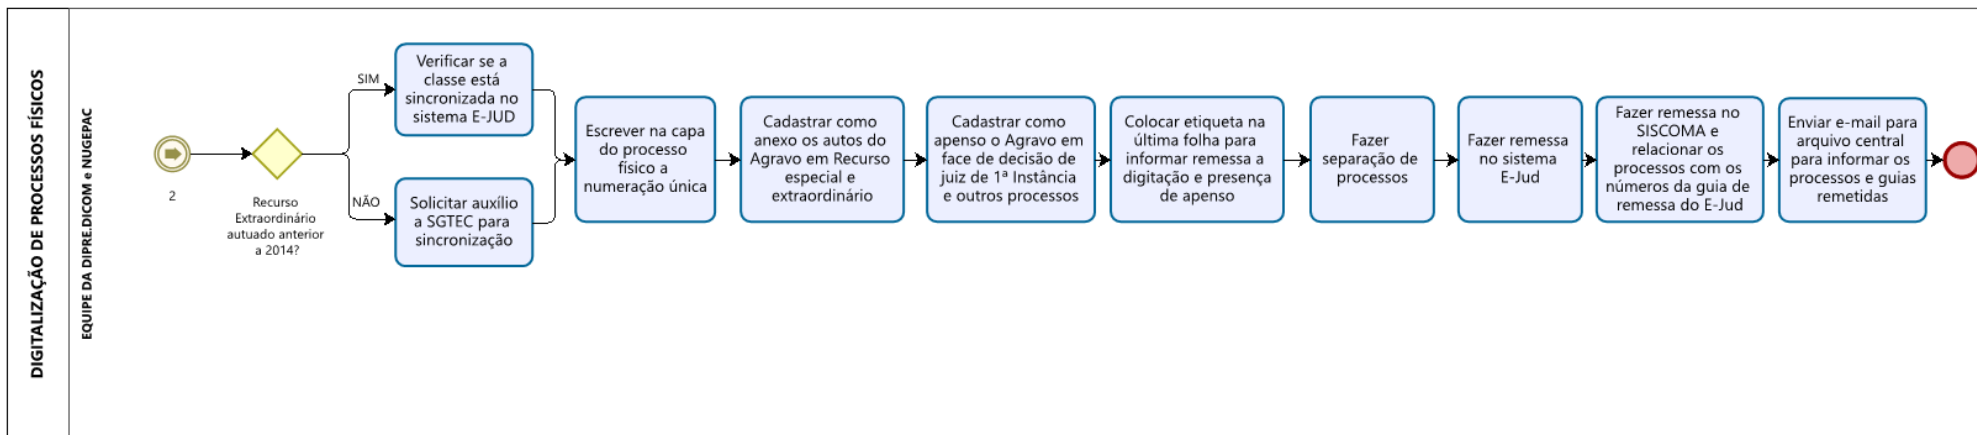 DIGITALIZAÇÃO DE PROCESSOS FÍSICOS
EQUIPE DA DIPRE.DICOM e NUGEPAC
2
Recurso
Extraordinário
autuado anterior
a 2014?
SIM
NÃO
Verificar se a
classe está
sincronizada no
sistema E-JUD
Solicitar auxílio
a SGTEC para
sincronização
Escrever na capa
do processo
físico a
numeração única
Cadastrar como
anexo os autos do
Agravo em Recurso
especial e
extraordinário
Cadastrar como
apenso o Agravo em
face de decisão de
juiz de 1ª Instância
e outros processos
Colocar etiqueta na
última folha para
informar remessa a
digitação e presença
de apenso
Fazer
separação de
processos
Fazer remessa
no sistema
E-Jud
Fazer remessa no
SISCOMA e
relacionar os
processos com os
números da guia de
remessa do E-Jud
Enviar e-mail para
arquivo central
para informar os
processos e guias
remetidas